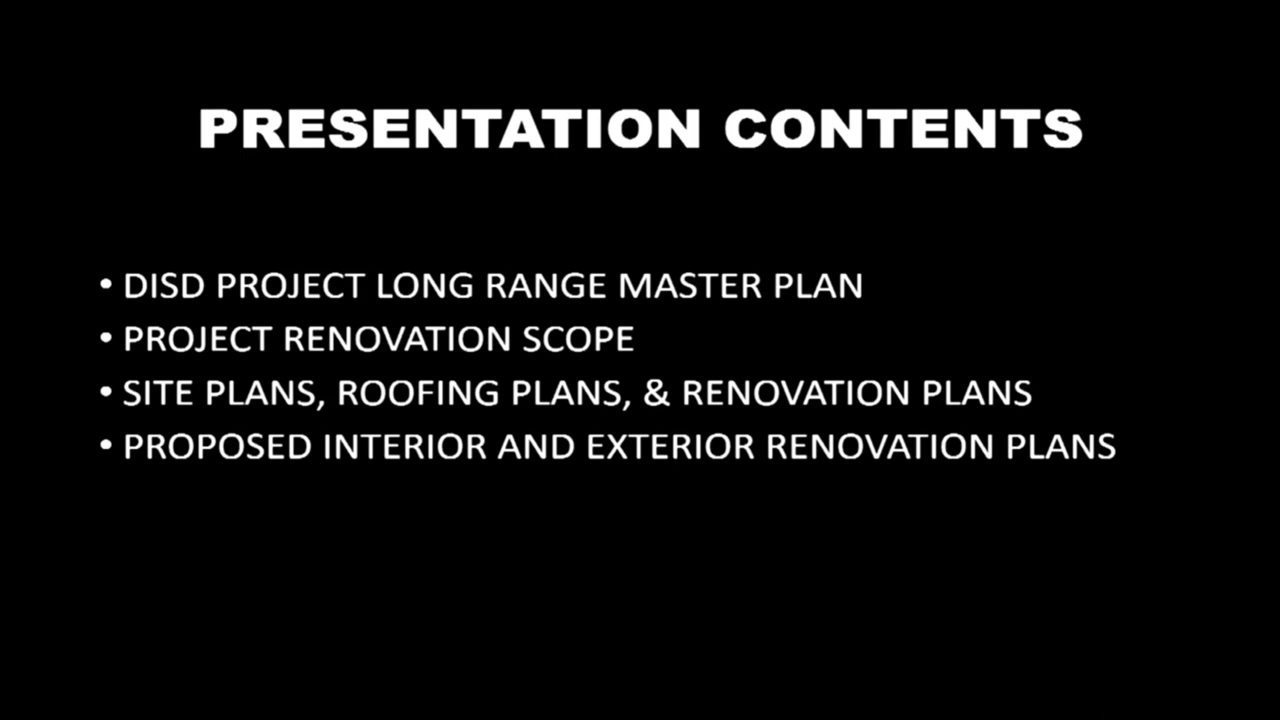 PRESENTATION CONTENTS
• DISD PROJECT LONG RANGE MASTER PLAN
• PROJECT RENOVATION SCOPE
• SITE PLANS, ROOFING PLANS, & RENOVATION PLANS
• PROPOSED INTERIOR AND EXTERIOR RENOVATION PLANS